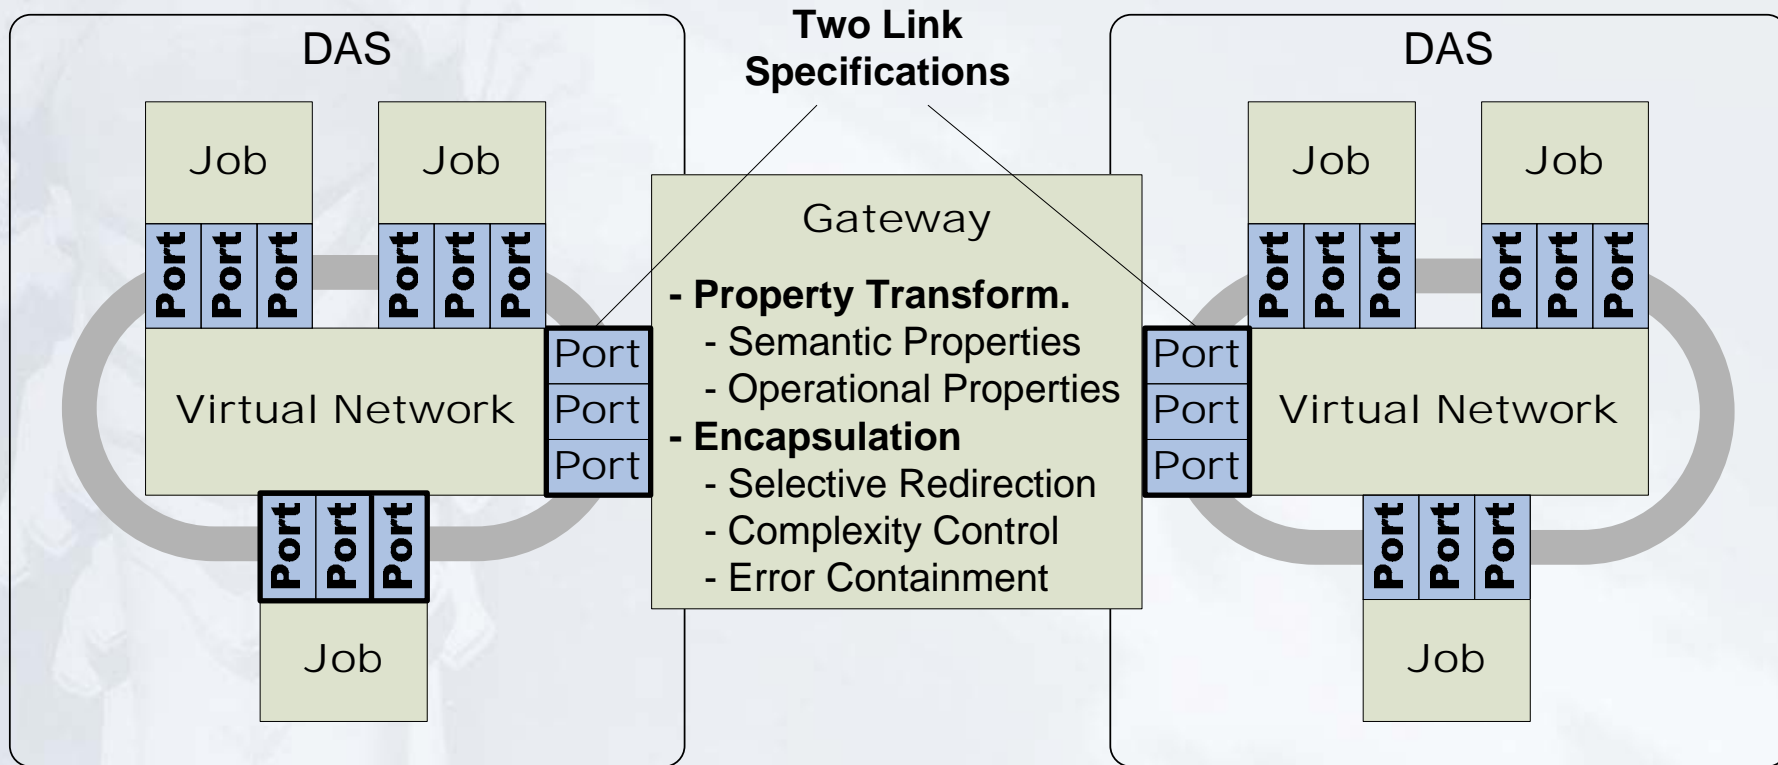 DAS
Two Link
Specifications
DAS
Job
Job
Port
Port
Port
Port
Port
Port
Virtual Network
Port
Port
Port
Port
Port
Port
Job
Gateway
- Property Transform.
- Semantic Properties
- Operational Properties
- Encapsulation
- Selective Redirection
- Complexity Control
- Error Containment
Job
Job
Port
Port
Port
Port
Port
Port
Port
Port
Port
Virtual Network
Port
Port
Port
Job